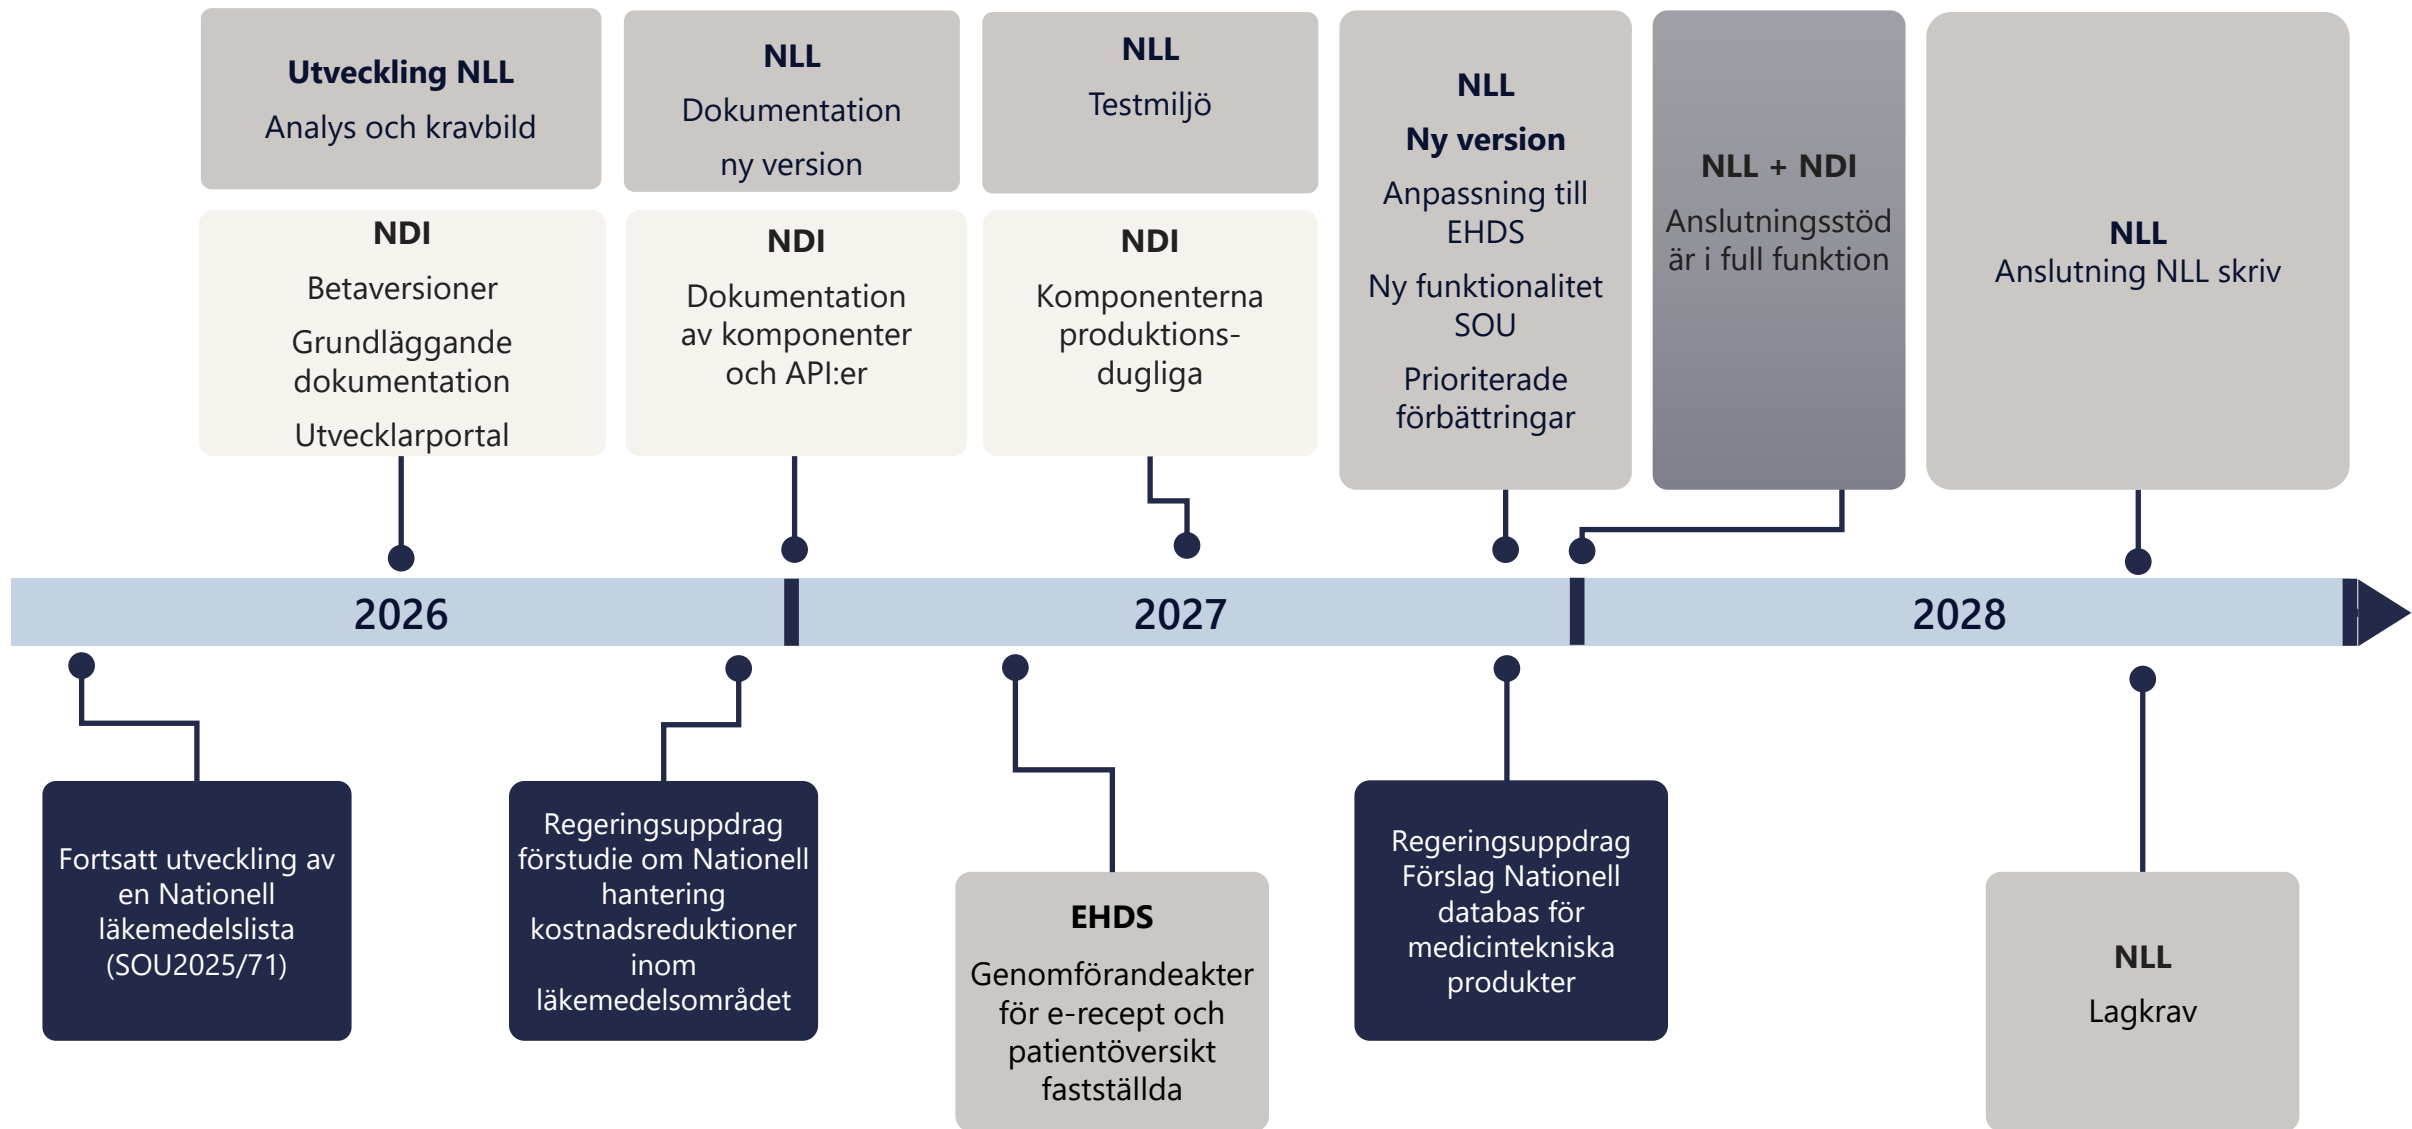 Utveckling NLL
Analys och kravbild
NDI
Betaversioner
Grundläggande
dokumentation
Utvecklarportal
NLL
Dokumentation
ny version
NDI
Dokumentation
av komponenter
och API:er
NLL
Testmiljö
NDI
Komponenterna
produktions-
dugliga
NLL
Ny version
Anpassning till
EHDS
Ny funktionalitet
SOU
Prioriterade
förbättringar
NLL + NDI
Anslutningsstöd
är i full funktion
NLL
Anslutning NLL skriv
2026
2027
2028
Fortsatt utveckling av
en Nationell
läkemedelslista
(SOU2025/71)
Regeringsuppdrag
förstudie om Nationell
hantering
kostnadsreduktioner
inom
läkemedelsområdet
EHDS
Genomförandeakter
för e-recept och
patientöversikt
fastställda
Regeringsuppdrag
Förslag Nationell
databas för
medicintekniska
produkter
NLL
Lagkrav